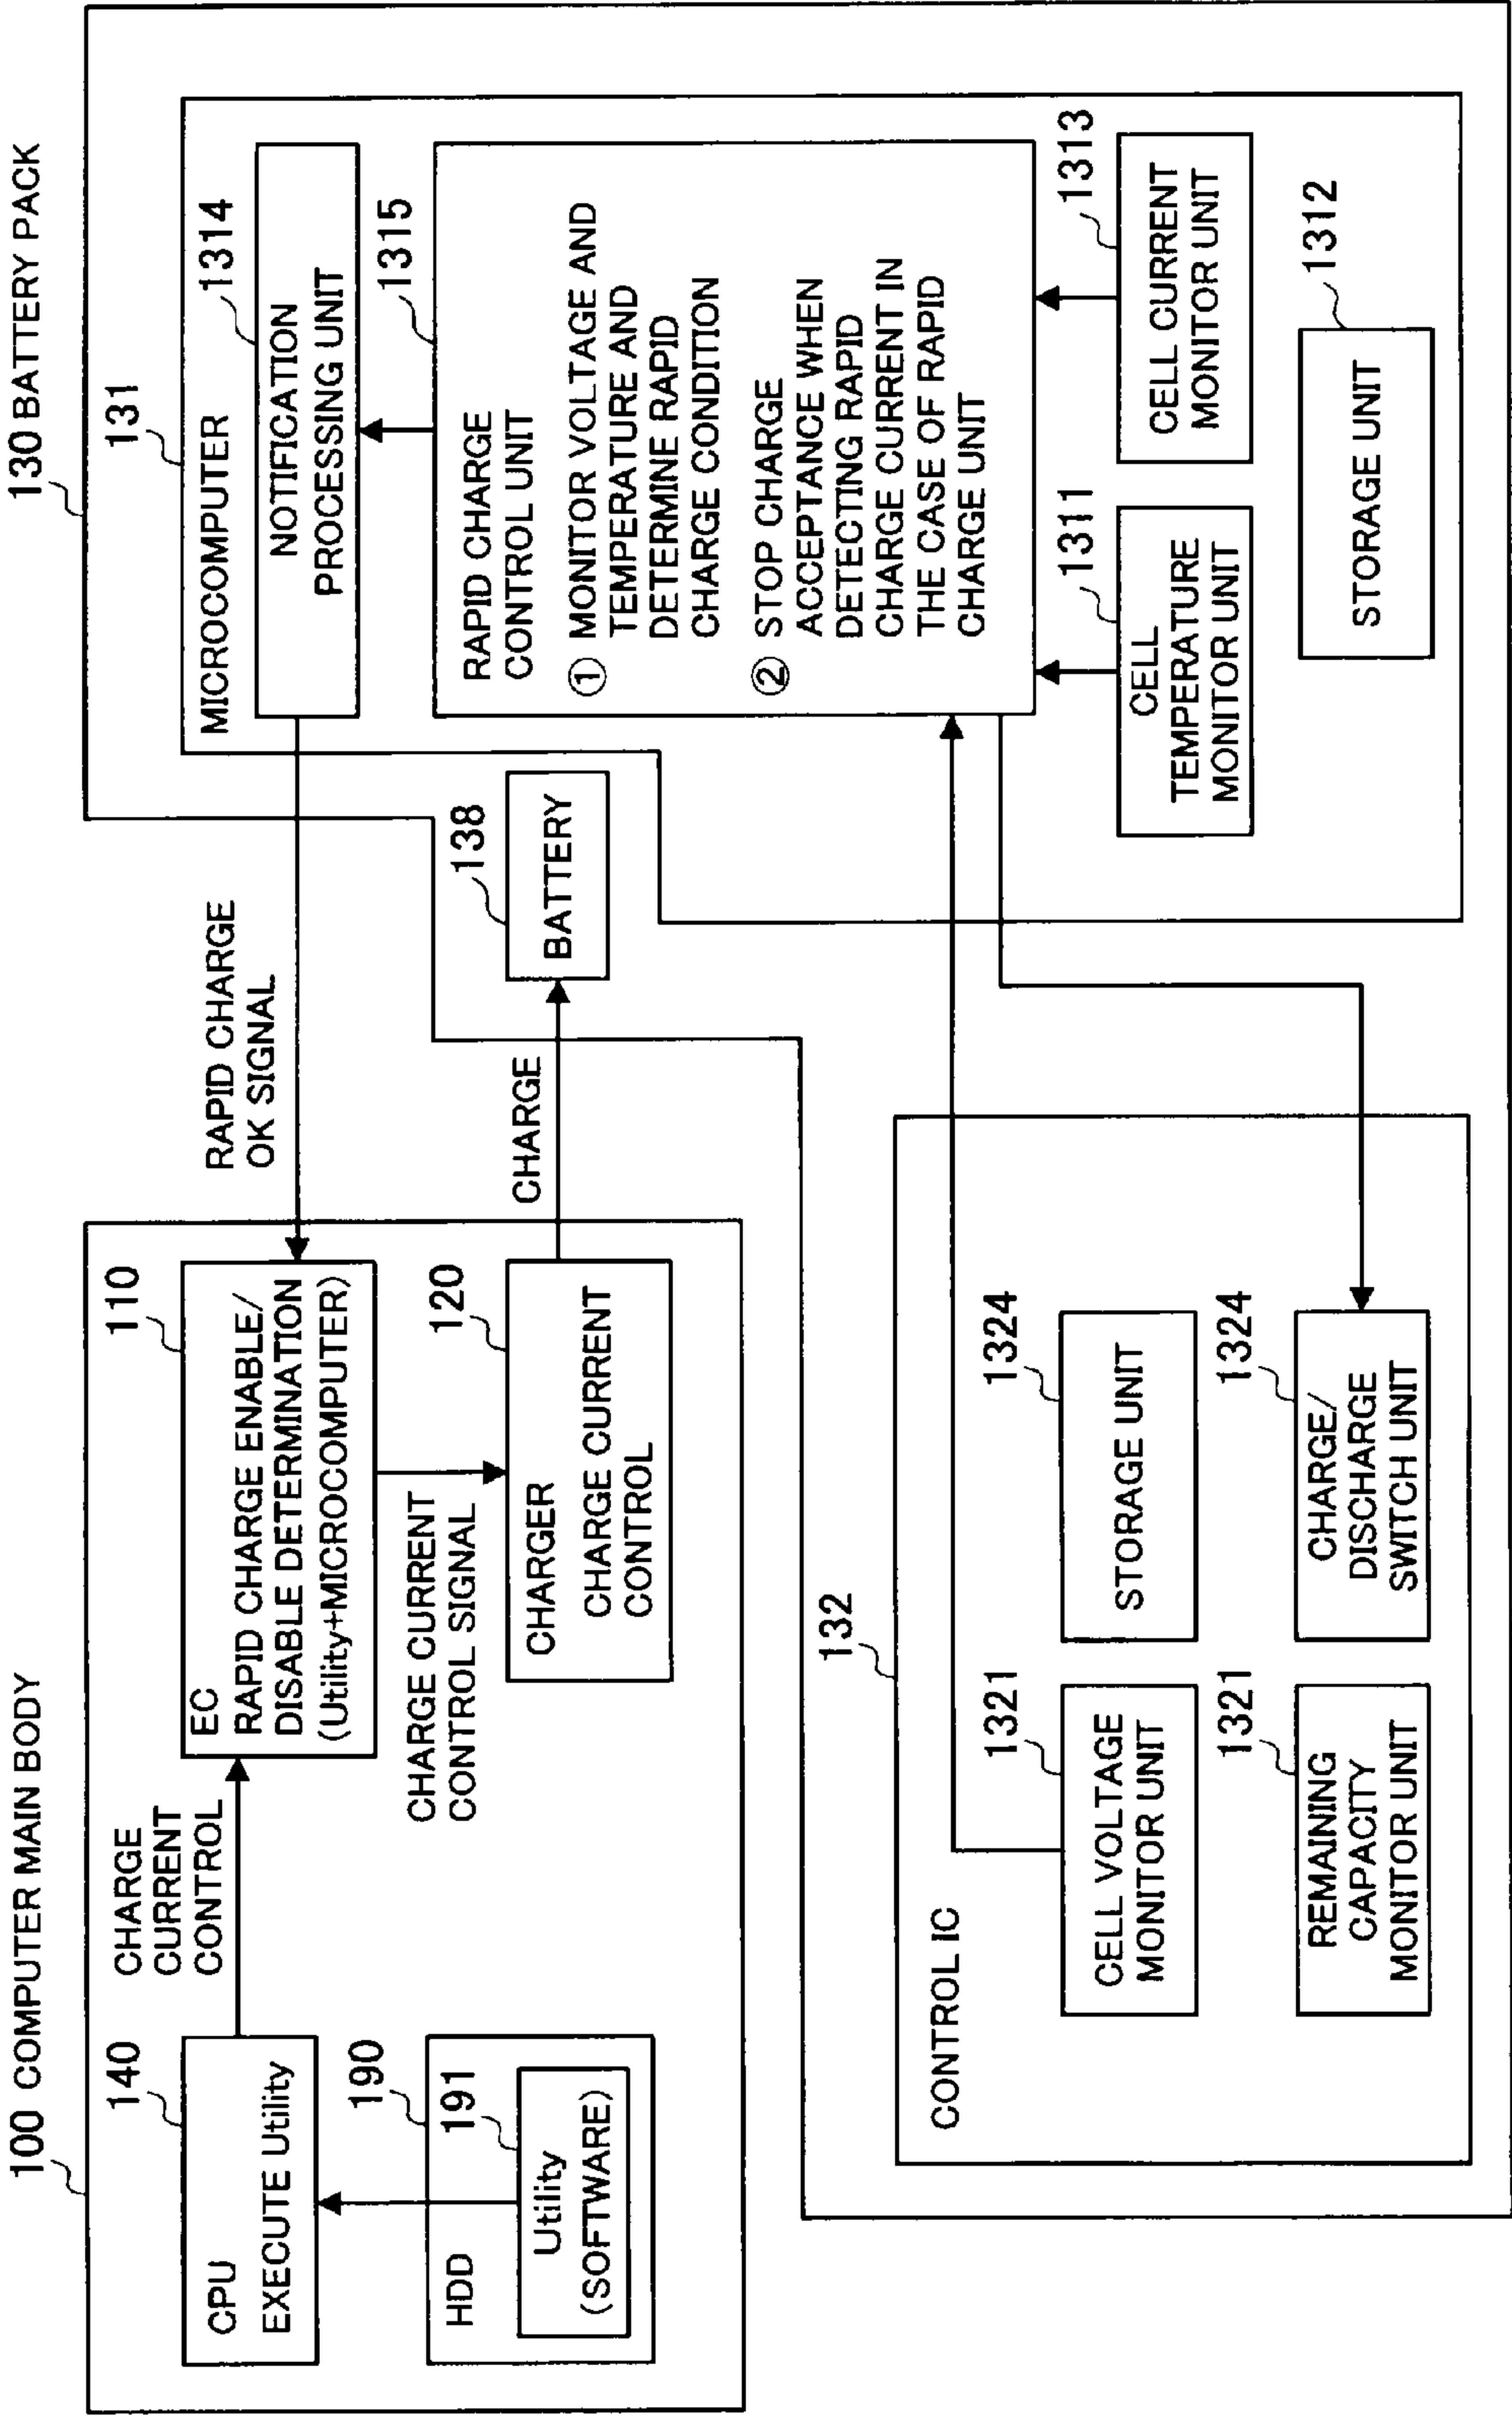 100 COMPUTER MAIN BODY
140
CPU
EXECUTE Utility
190
HDD
191
Utility
(SOFTWARE)
CHARGE
CURRENT
CONTROL
110
EC
RAPID CHARGE ENABLE/
DISABLE DETERMINATION
(Utility+MICROCOMPUTER)
CHARGE CURRENT
CONTROL SIGNAL
120
CHARGER
CHARGE CURRENT
CONTROL
RAPID CHARGE
OK SIGNAL
CHARGE
130 BATTERY PACK
138
BATTERY
131
MICROCOMPUTER
1314
NOTIFICATION
PROCESSING UNIT
1315
RAPID CHARGE
CONTROL UNIT
① MONITOR VOLTAGE AND
TEMPERATURE AND
DETERMINE RAPID
CHARGE CONDITION
② STOP CHARGE
ACCEPTANCE WHEN
DETECTING RAPID
CHARGE CURRENT IN
THE CASE OF RAPID
CHARGE UNIT
1311
CELL
TEMPERATURE
MONITOR UNIT
1313
CELL CURRENT
MONITOR UNIT
1312
STORAGE UNIT
132
CONTROL IC
1321
CELL VOLTAGE
MONITOR UNIT
1324
STORAGE UNIT
1321
REMAINING
CAPACITY
MONITOR UNIT
1324
CHARGE/
DISCHARGE
SWITCH UNIT